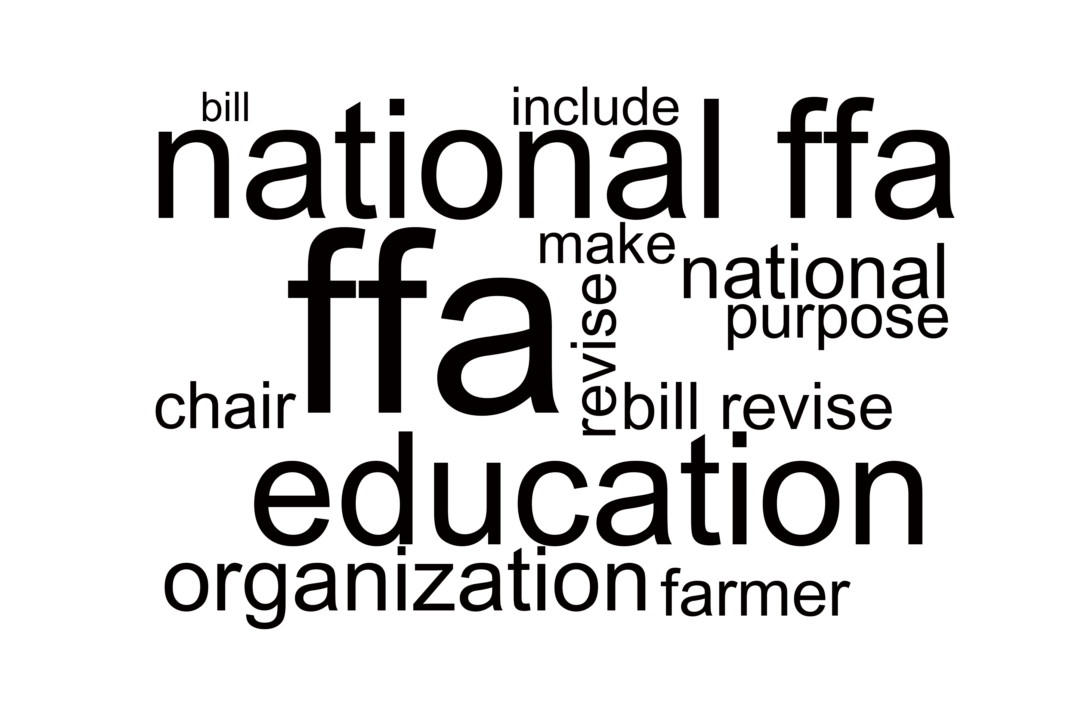 bill include
national ffa
make
national
ffa
revise
purpose
chair
bill revise
education
organization
farmer